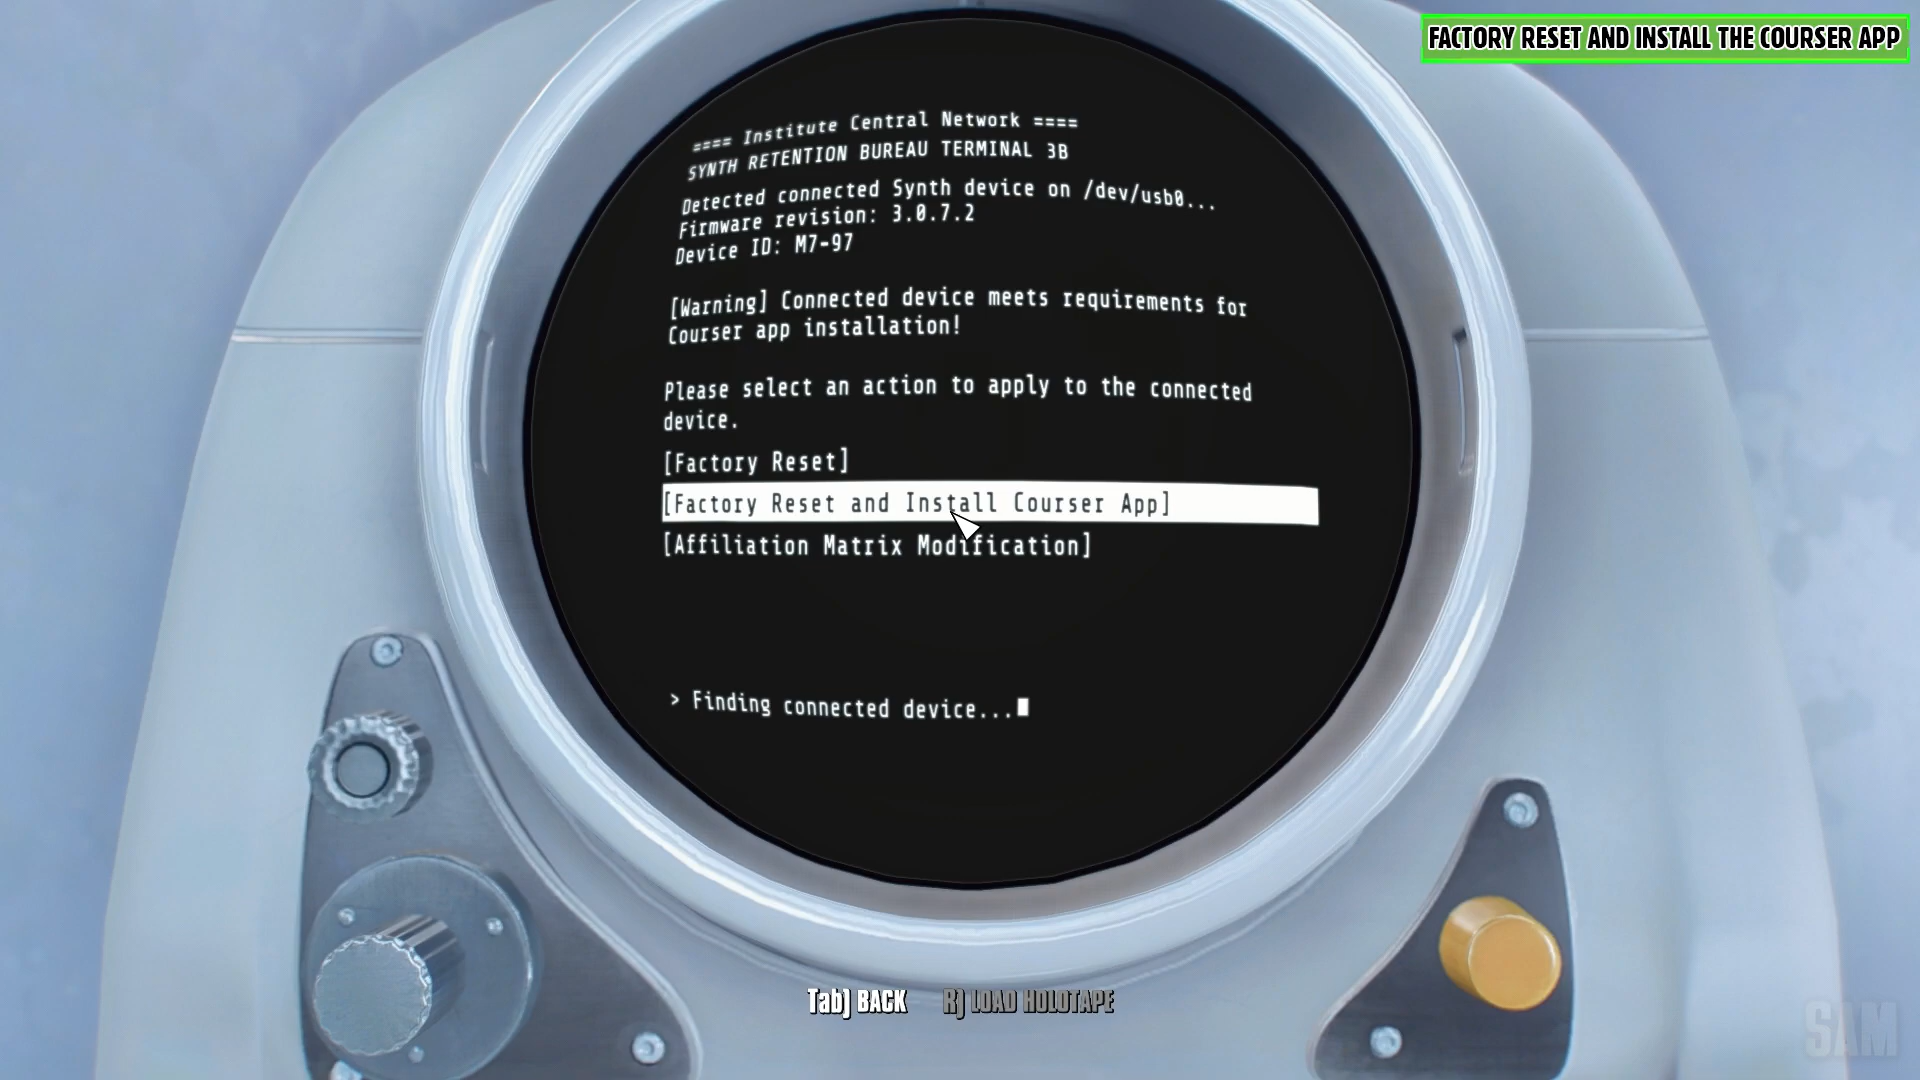 FACTORY RESET AND INSTALL THE COURSER APP
==== Institute Central Network ====
SYNTH RETENTION BUREAU TERMINAL 3B
Detected connected Synth device on /dev/usb0...
Firmware revision: 3.0.7.2
Device ID: M7-97
[Warning] Connected device meets requirements for
Courser app installation!
Please select an action to apply to the connected
device.
[Factory Reset]
[Factory Reset and Install Courser App]
[Affiliation Matrix Modification]
> Finding connected device...
Tab] BACK R] LOAD HOLOTAPE
SAM